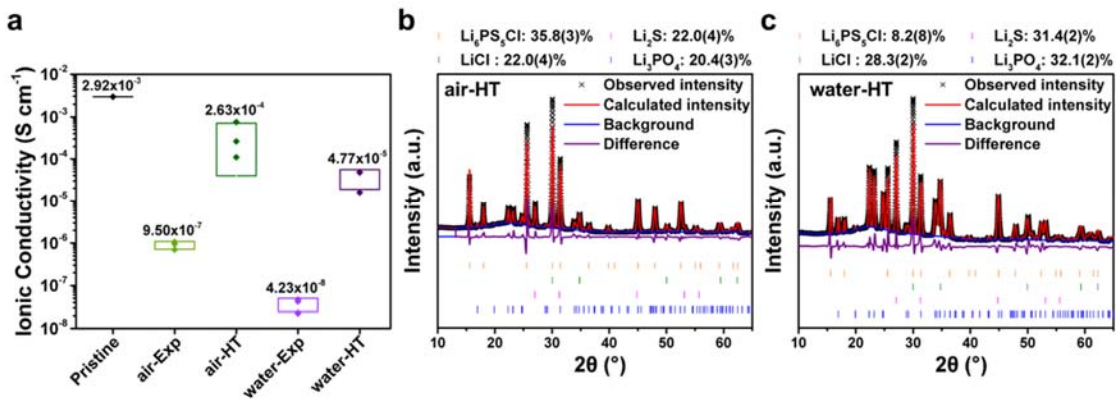 a
Ionic Conductivity (S cm⁻¹)
10⁻²
10⁻³
10⁻⁴
10⁻⁵
10⁻⁶
10⁻⁷
10⁻⁸
2.92x10⁻³
9.50x10⁻⁷
2.63x10⁻⁴
4.23x10⁻⁸
4.77x10⁻⁵
Pristine
air-Exp
air-HT
water-Exp
water-HT
b
Li₆PS₅Cl: 35.8(3)% Li₂S: 22.0(4)%
LiCl : 22.0(4)% Li₃PO₄: 20.4(3)%
air-HT
Observed intensity
Calculated intensity
Background
Difference
Intensity (a.u.)
10 20 30 40 50 60
2θ (°)
c
Li₆PS₅Cl: 8.2(8)% Li₂S: 31.4(2)%
LiCl: 28.3(2)% Li₃PO₄: 32.1(2)%
water-HT
Observed intensity
Calculated intensity
Background
Difference
Intensity (a.u.)
10 20 30 40 50 60
2θ (°)